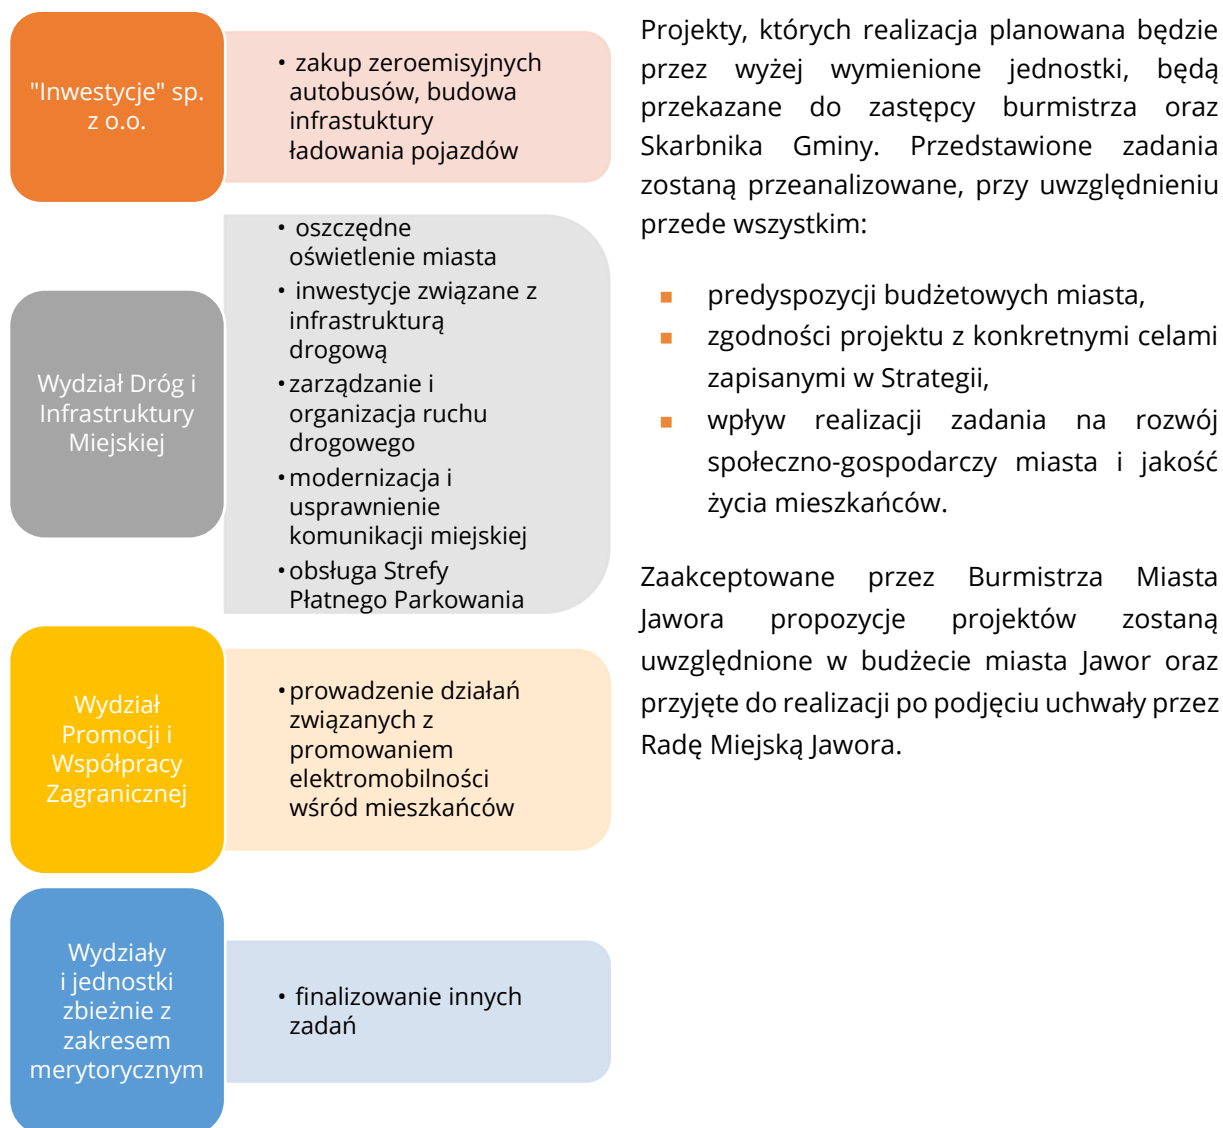 "Inwestycje" sp.
z o.o.
• zakup zeroemisyjnych
autobusów, budowa
infrastuktury
ładowania pojazdów
Wydział Dróg i
Infrastruktury
Miejskiej
• oszczędne
oświetlenie miasta
• inwestycje związane z
infrastrukturą
drogową
• zarządzanie i
organizacja ruchu
drogowego
• modernizacja i
usprawnienie
komunikacji miejskiej
• obsługa Strefy
Płatnego Parkowania
Wydział
Promocji i
Współpracy
Zagranicznej
• prowadzenie działań
związanych z
promowaniem
elektromobilności
wśród mieszkańców
Wydziały
i jednostki
zbieżnie z
zakresem
merytorycznym
• finalizowanie innych
zadań
Projekty, których realizacja planowana będzie
przez wyżej wymienione jednostki, będą
przekazane do zastępcy burmistrza oraz
Skarbnika Gminy. Przedstawione zadania
zostaną przeanalizowane, przy uwzględnieniu
przede wszystkim:
▪ predyspozycji budżetowych miasta,
▪ zgodności projektu z konkretnymi celami
zapisanymi w Strategii,
▪ wpływ realizacji zadania na rozwój
społeczno-gospodarczy miasta i jakość
życia mieszkańców.
Zaakceptowane przez Burmistrza Miasta
Jawora propozycje projektów zostaną
uwzględnione w budżecie miasta Jawor oraz
przyjęte do realizacji po podjęciu uchwały przez
Radę Miejską Jawora.